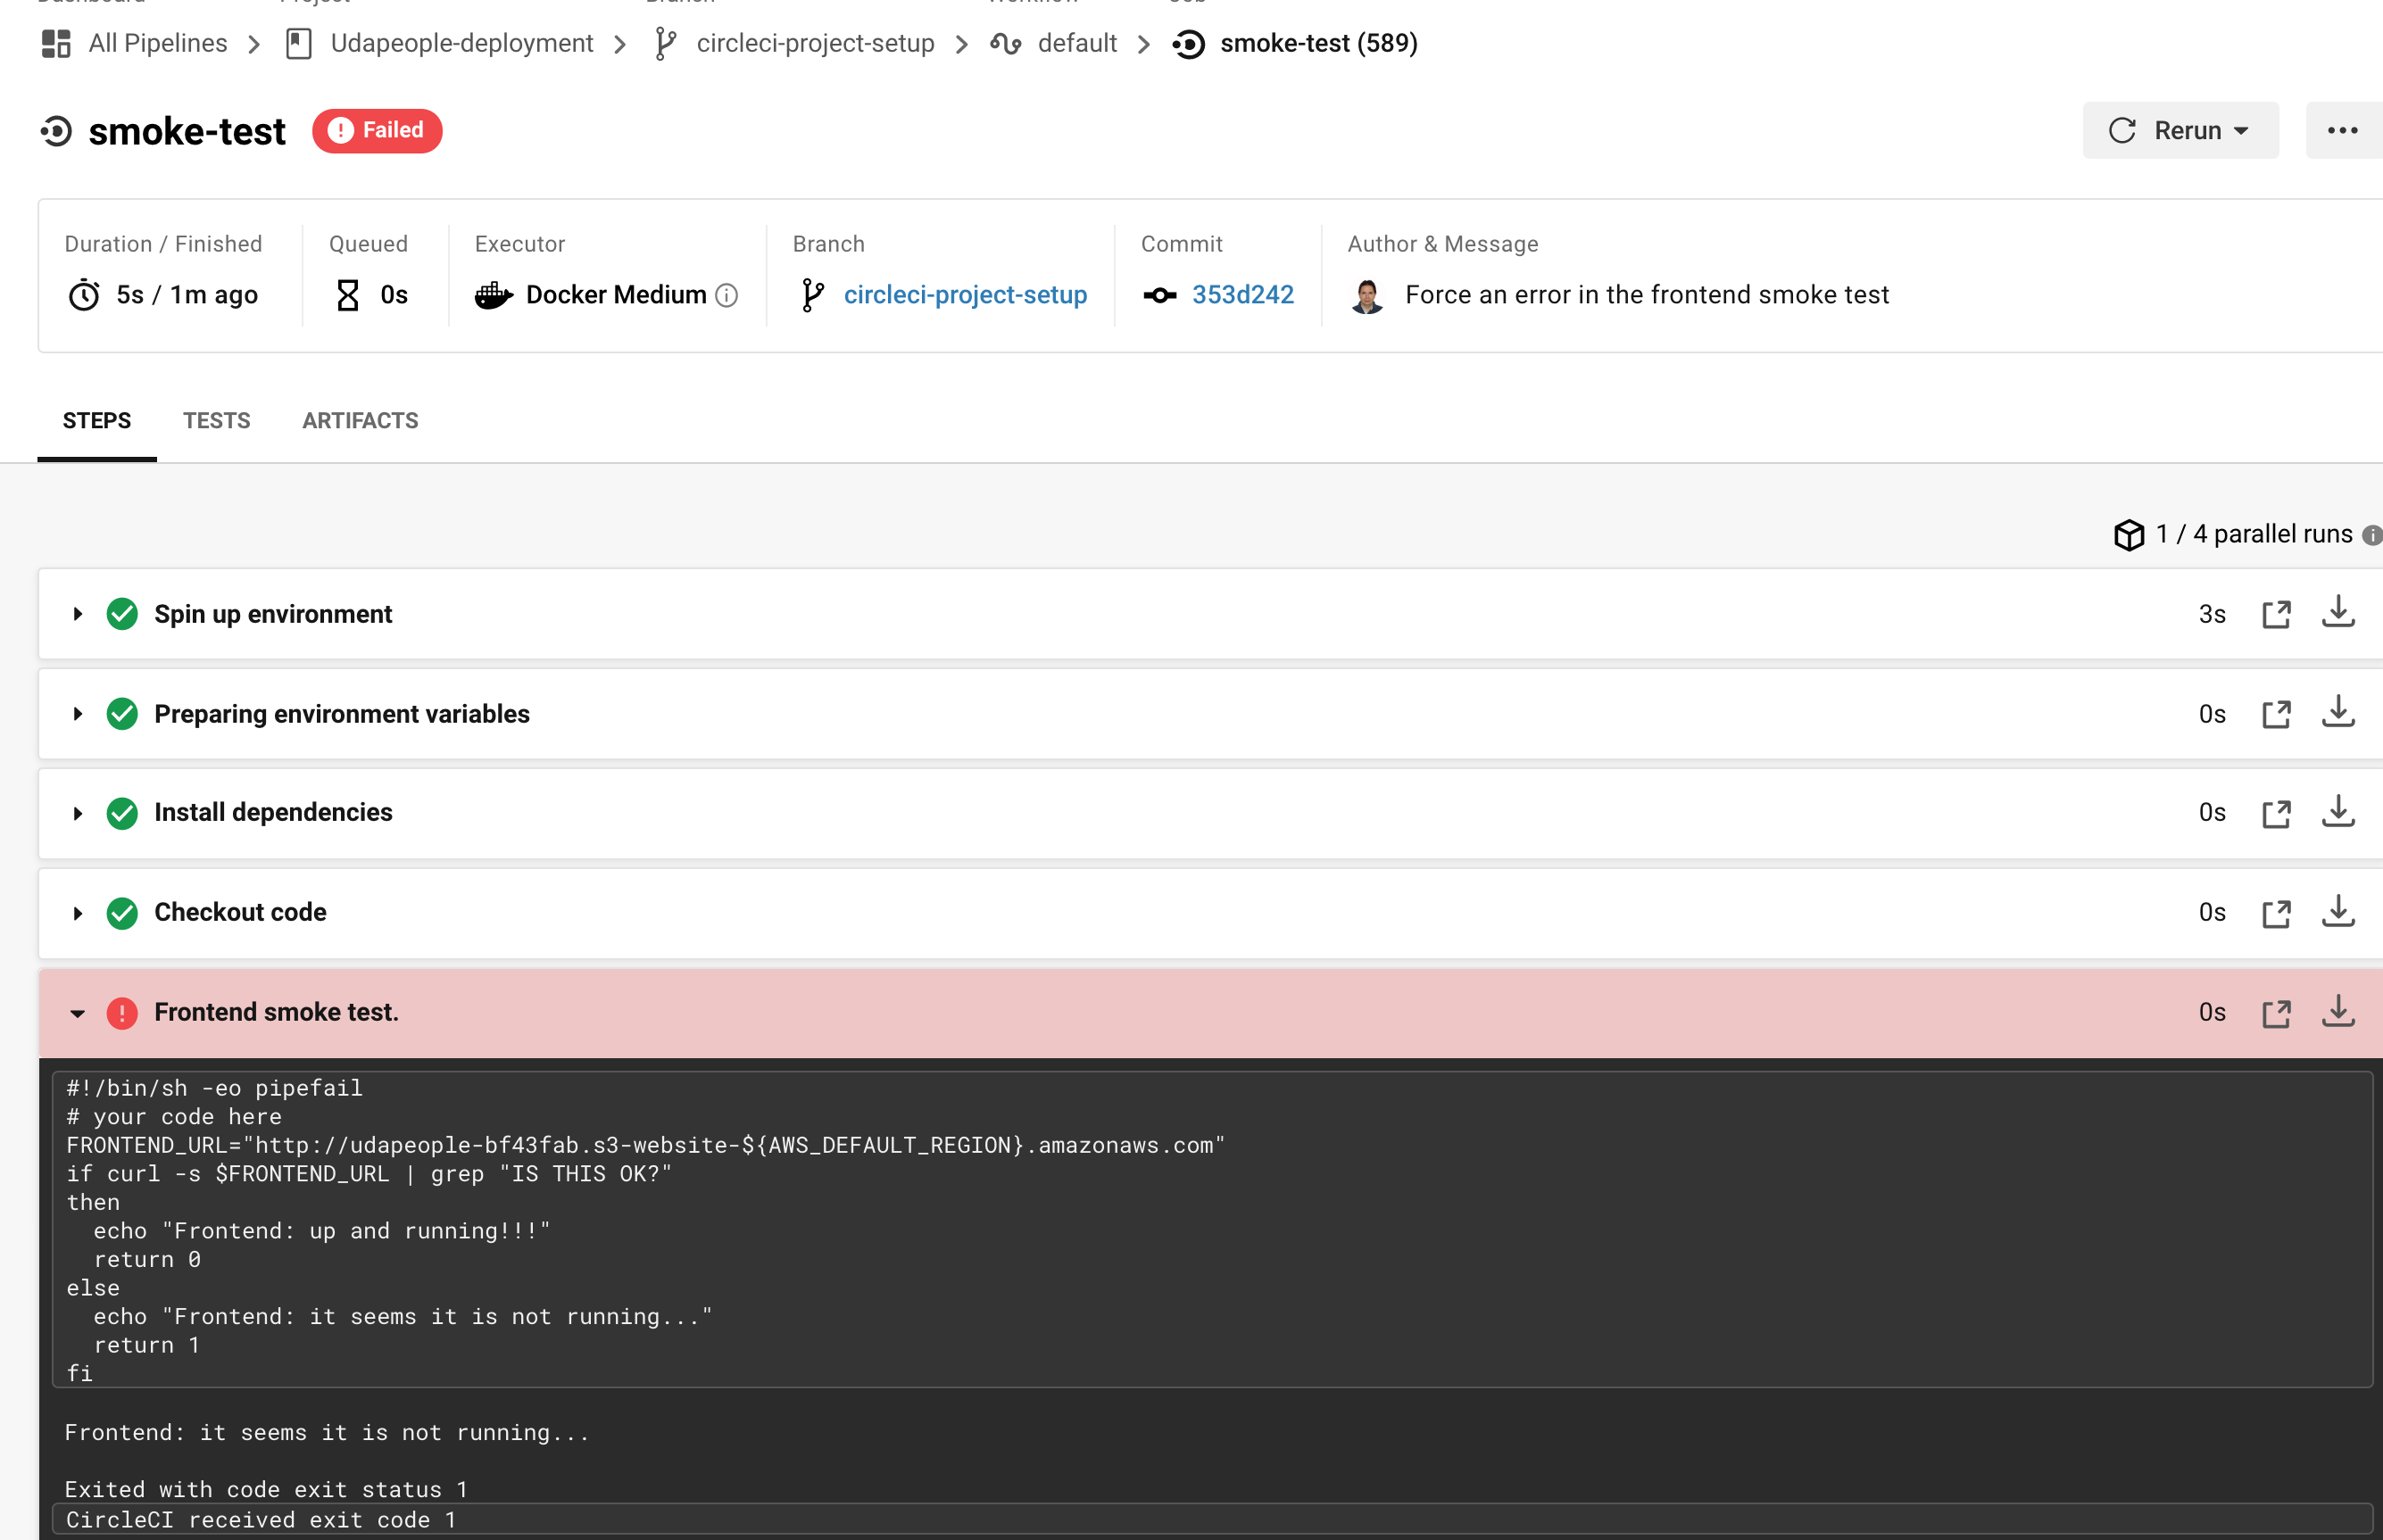 Dashboard Project Branch Workflow Job
All Pipelines Udapeople-deployment circleci-project-setup default smoke-test (589)
smoke-test Failed Rerun
Duration / Finished Queued Executor Branch Commit Author & Message
5s / 1m ago 0s Docker Medium circleci-project-setup 353d242 Force an error in the frontend smoke test
STEPS TESTS ARTIFACTS
1 / 4 parallel runs
Spin up environment 3s
Preparing environment variables 0s
Install dependencies 0s
Checkout code 0s
Frontend smoke test. 0s
#!/bin/sh -eo pipefail
# your code here
FRONTEND_URL="http://udapeople-bf43fab.s3-website-${AWS_DEFAULT_REGION}.amazonaws.com"
if curl -s $FRONTEND_URL | grep "IS THIS OK?"
then
  echo "Frontend: up and running!!!"
  return 0
else
  echo "Frontend: it seems it is not running..."
  return 1
fi
Frontend: it seems it is not running...
Exited with code exit status 1
CircleCI received exit code 1